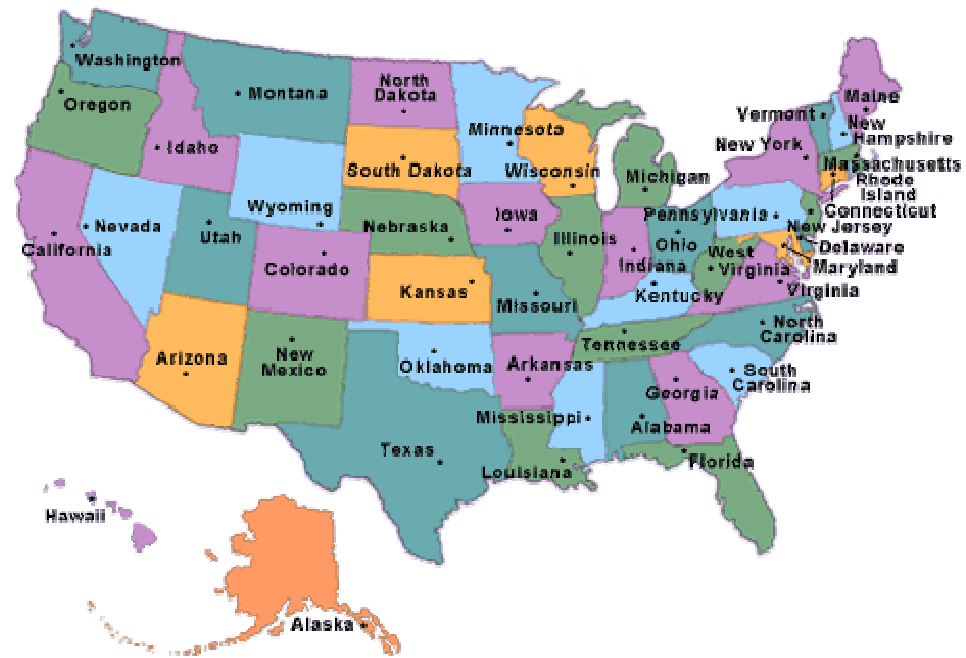 Washington
Oregon
Idaho
Montana
North
Dakota
Minnesota
South Dakota
Wisconsin
Michigan
Vermont
Maine
New
Hampshire
New York
Massachusetts
Rhode
Island
Connecticut
New Jersey
Delaware
Maryland
Pennsylvania
Wyoming
Nebraska
Iowa
Illinois
Indiana
Ohio
West
Virginia
Virginia
California
Nevada
Utah
Colorado
Kansas
Missouri
Kentucky
North
Carolina
Tennessee
South
Carolina
Arizona
New
Mexico
Oklahoma
Arkansas
Mississippi
Alabama
Georgia
Texas
Louisiana
Florida
Hawaii
Alaska